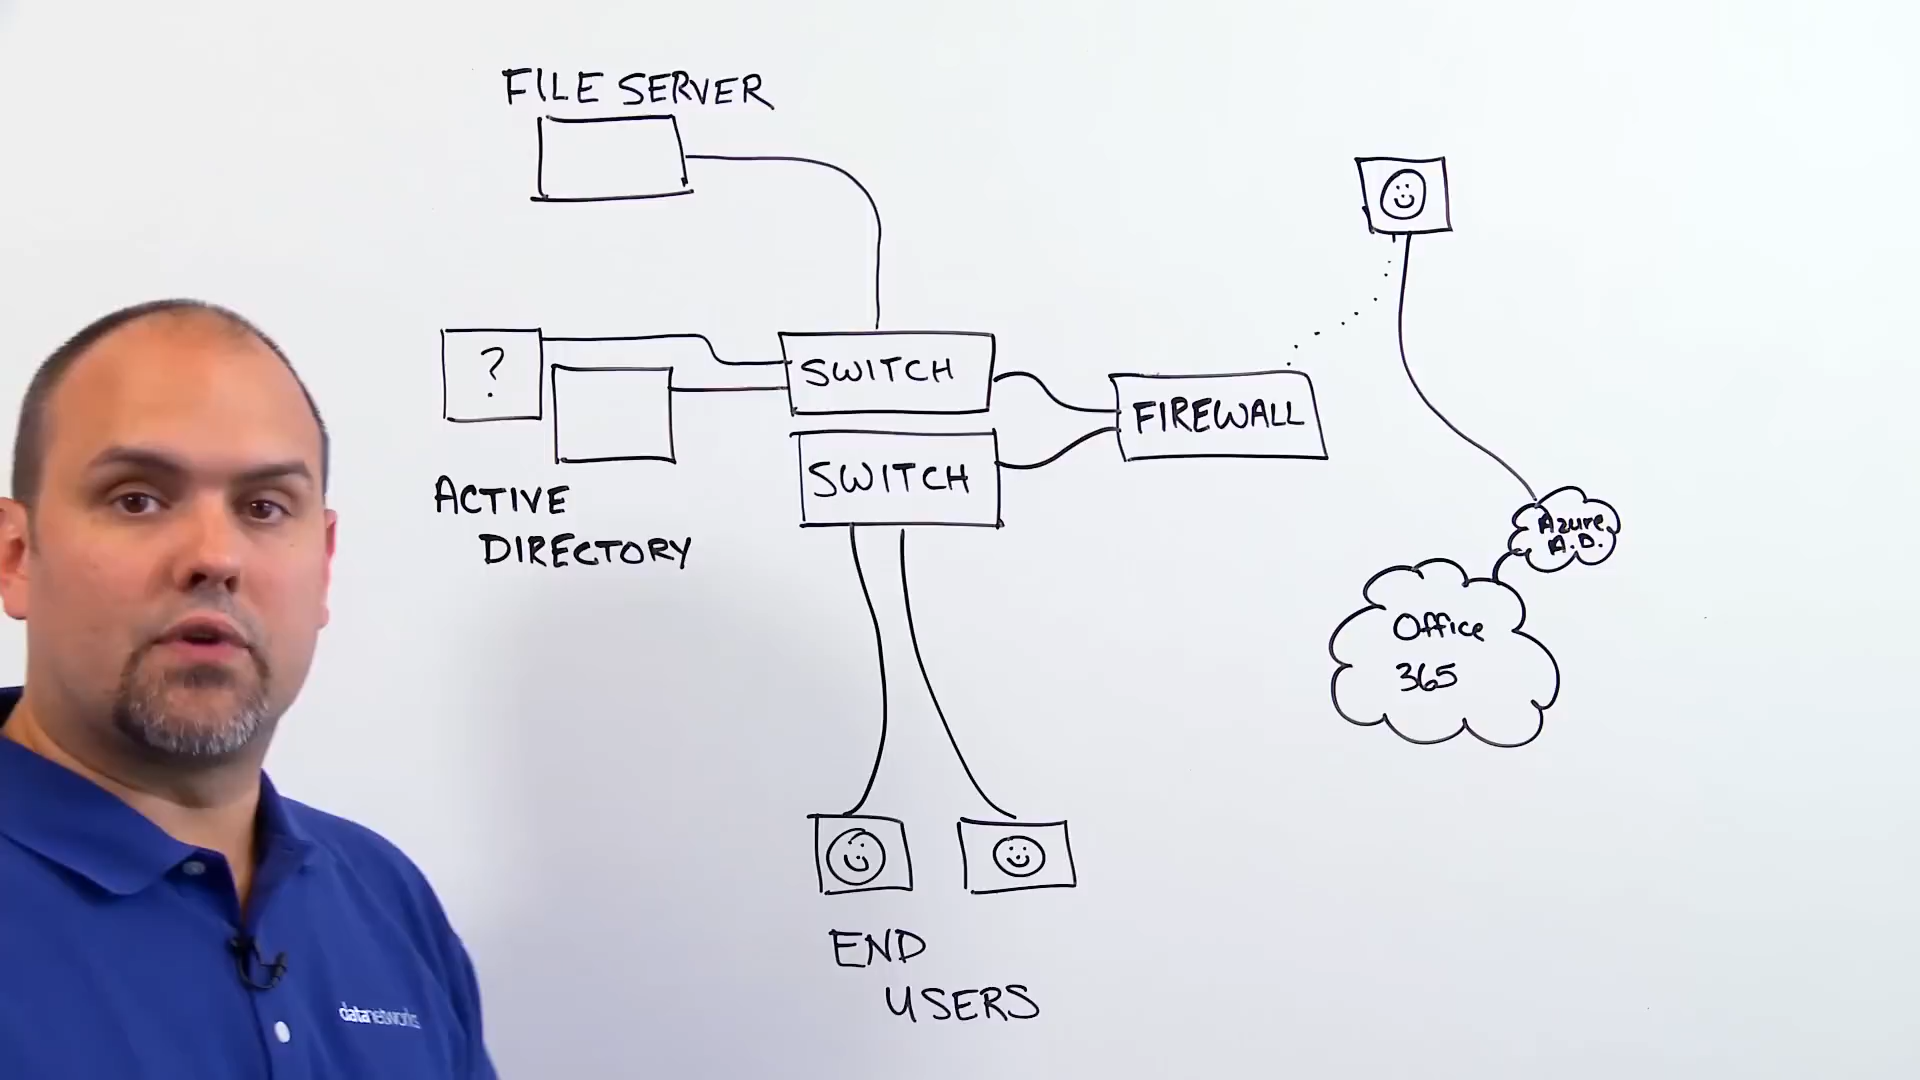 FILE SERVER
?
ACTIVE
DIRECTORY
SWITCH
SWITCH
FIREWALL
Azure
A.D.
Office
365
END
USERS
datanetworks